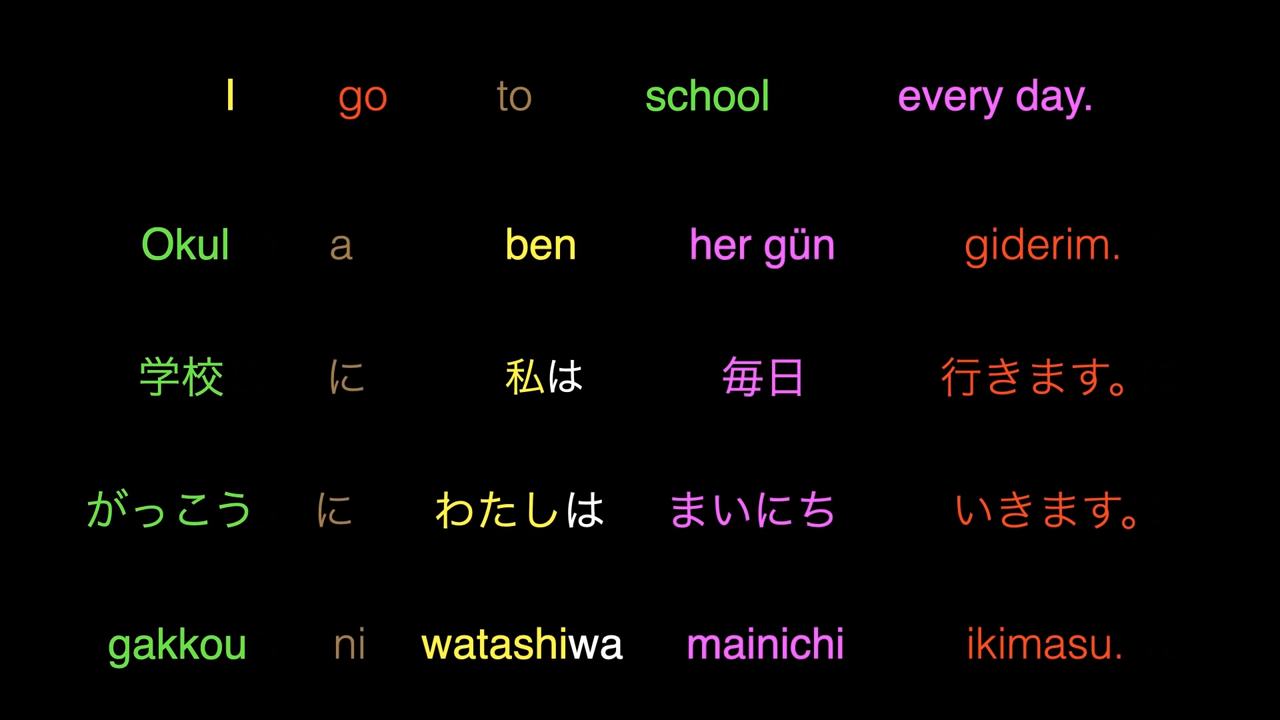 I go to school every day.
Okul a ben her gün giderim.
学校 に 私は 毎日 行きます。
がっこう に わたしは まいにち いきます。
gakkou ni watashiwa mainichi ikimasu.